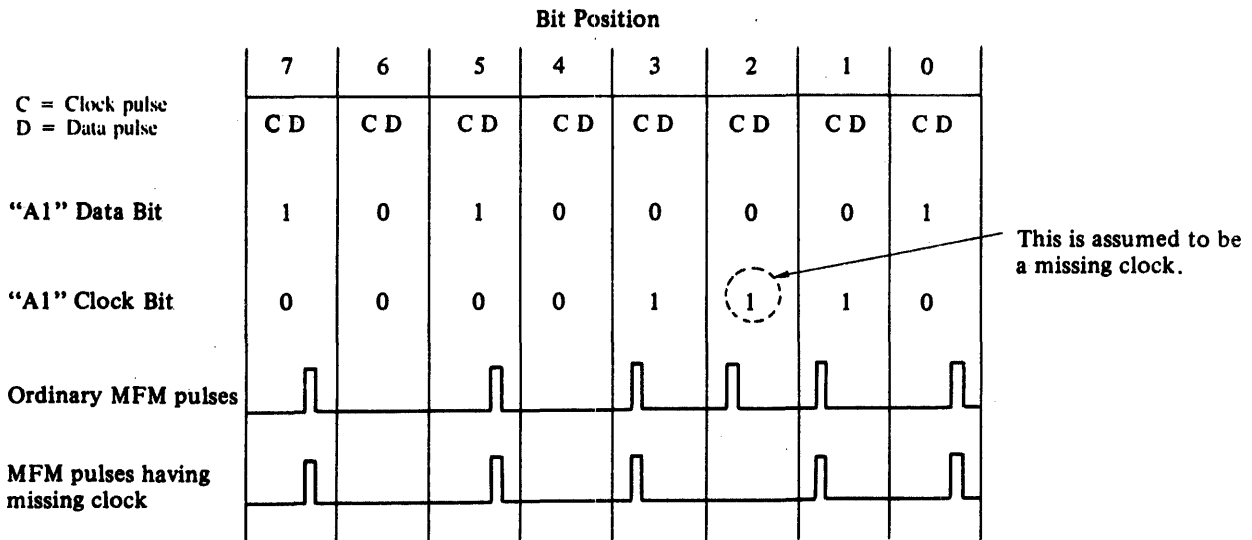 Bit Position
7 6 5 4 3 2 1 0
C = Clock pulse
D = Data pulse
C D C D C D C D C D C D C D C D
“A1” Data Bit 1 0 1 0 0 0 0 1
This is assumed to be
a missing clock.
“A1” Clock Bit 0 0 0 0 1 1 1 0
Ordinary MFM pulses
MFM pulses having
missing clock